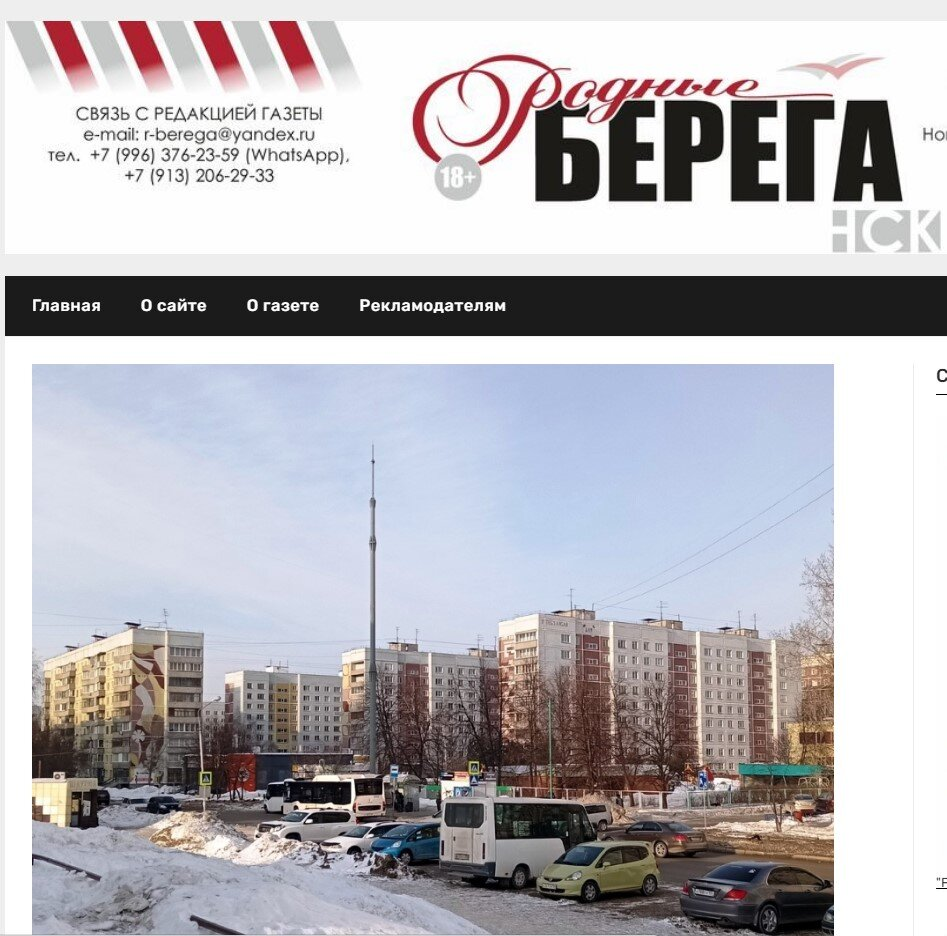 СВЯЗЬ С РЕДАКЦИЕЙ ГАЗЕТЫ
e-mail: r-berega@yandex.ru
тел. +7 (996) 376-23-59 (WhatsApp),
+7 (913) 206-29-33
Родные
БЕРЕГА
18+
НСК
Главная
О сайте
О газете
Рекламодателям